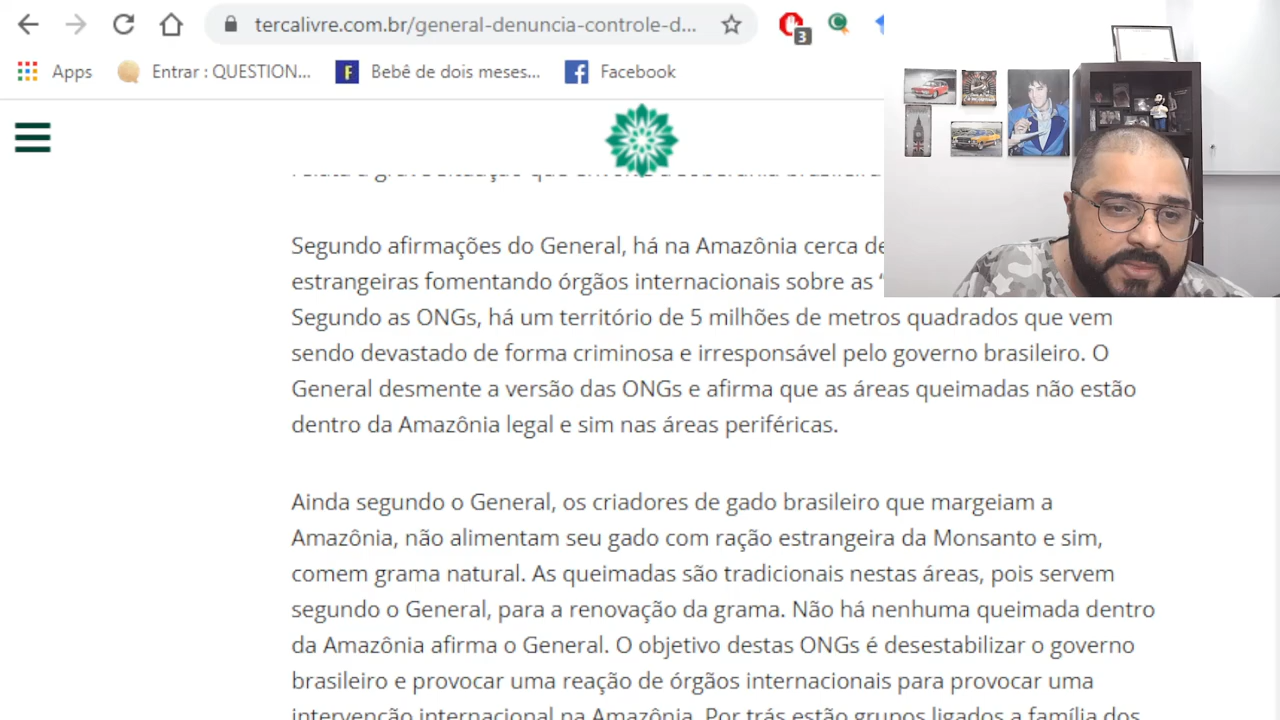 tercalivre.com.br/general-denuncia-controle-d...
3
Apps
Entrar : QUESTION...
F
Bebê de dois meses...
Facebook
Segundo afirmações do General, há na Amazônia cerca de
estrangeiras fomentando órgãos internacionais sobre as “
Segundo as ONGs, há um território de 5 milhões de metros quadrados que vem
sendo devastado de forma criminosa e irresponsável pelo governo brasileiro. O
General desmente a versão das ONGs e afirma que as áreas queimadas não estão
dentro da Amazônia legal e sim nas áreas periféricas.
Ainda segundo o General, os criadores de gado brasileiro que margeiam a
Amazônia, não alimentam seu gado com ração estrangeira da Monsanto e sim,
comem grama natural. As queimadas são tradicionais nestas áreas, pois servem
segundo o General, para a renovação da grama. Não há nenhuma queimada dentro
da Amazônia afirma o General. O objetivo destas ONGs é desestabilizar o governo
brasileiro e provocar uma reação de órgãos internacionais para provocar uma
intervenção internacional na Amazônia. Por trás estão grupos ligados a família dos